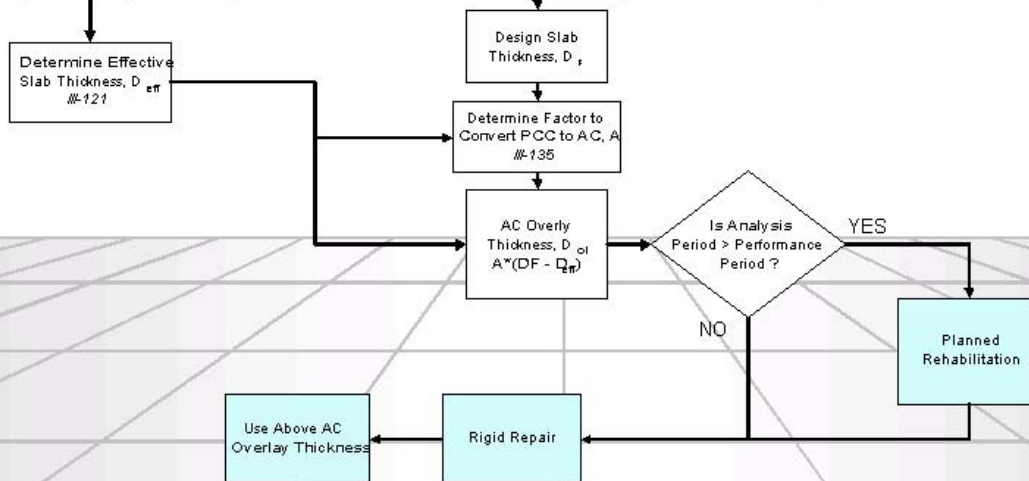 Design Slab
Thickness, D F
Determine Effective
Slab Thickness, D eff
III-121
Determine Factor to
Convert PCC to AC, A
III-135
AC Overly
Thickness, D ol
A*(DF - Deff)
Is Analysis
Period > Performance
Period ?
YES
NO
Planned
Rehabilitation
Use Above AC
Overlay Thickness
Rigid Repair